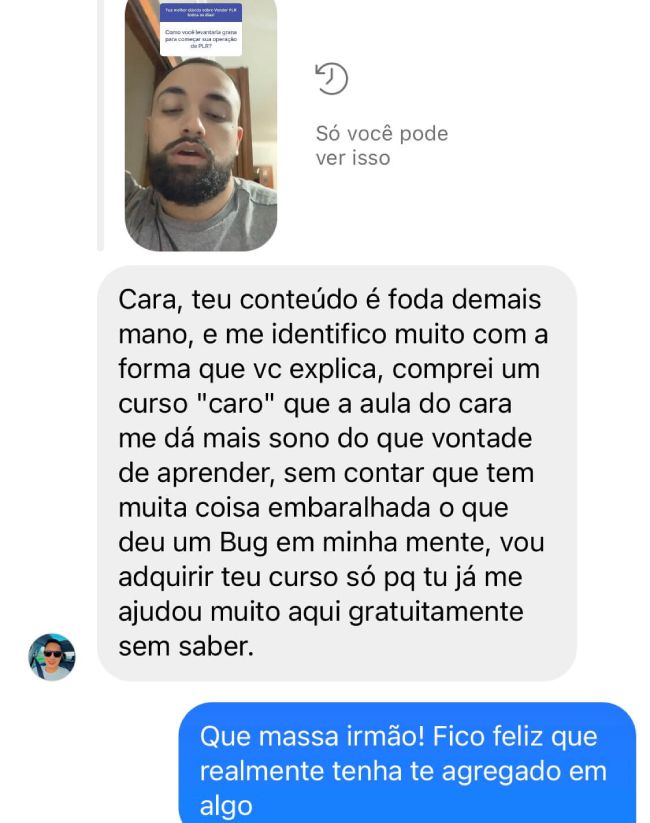 Tua melhor dúvida sobre Vender PLR
todos os dias!
Como você levantaria grana
para começar sua operação
de PLR?
Só você pode
ver isso
Cara, teu conteúdo é foda demais
mano, e me identifico muito com a
forma que vc explica, comprei um
curso "caro" que a aula do cara
me dá mais sono do que vontade
de aprender, sem contar que tem
muita coisa embaralhada o que
deu um Bug em minha mente, vou
adquirir teu curso só pq tu já me
ajudou muito aqui gratuitamente
sem saber.
Que massa irmão! Fico feliz que
realmente tenha te agregado em
algo